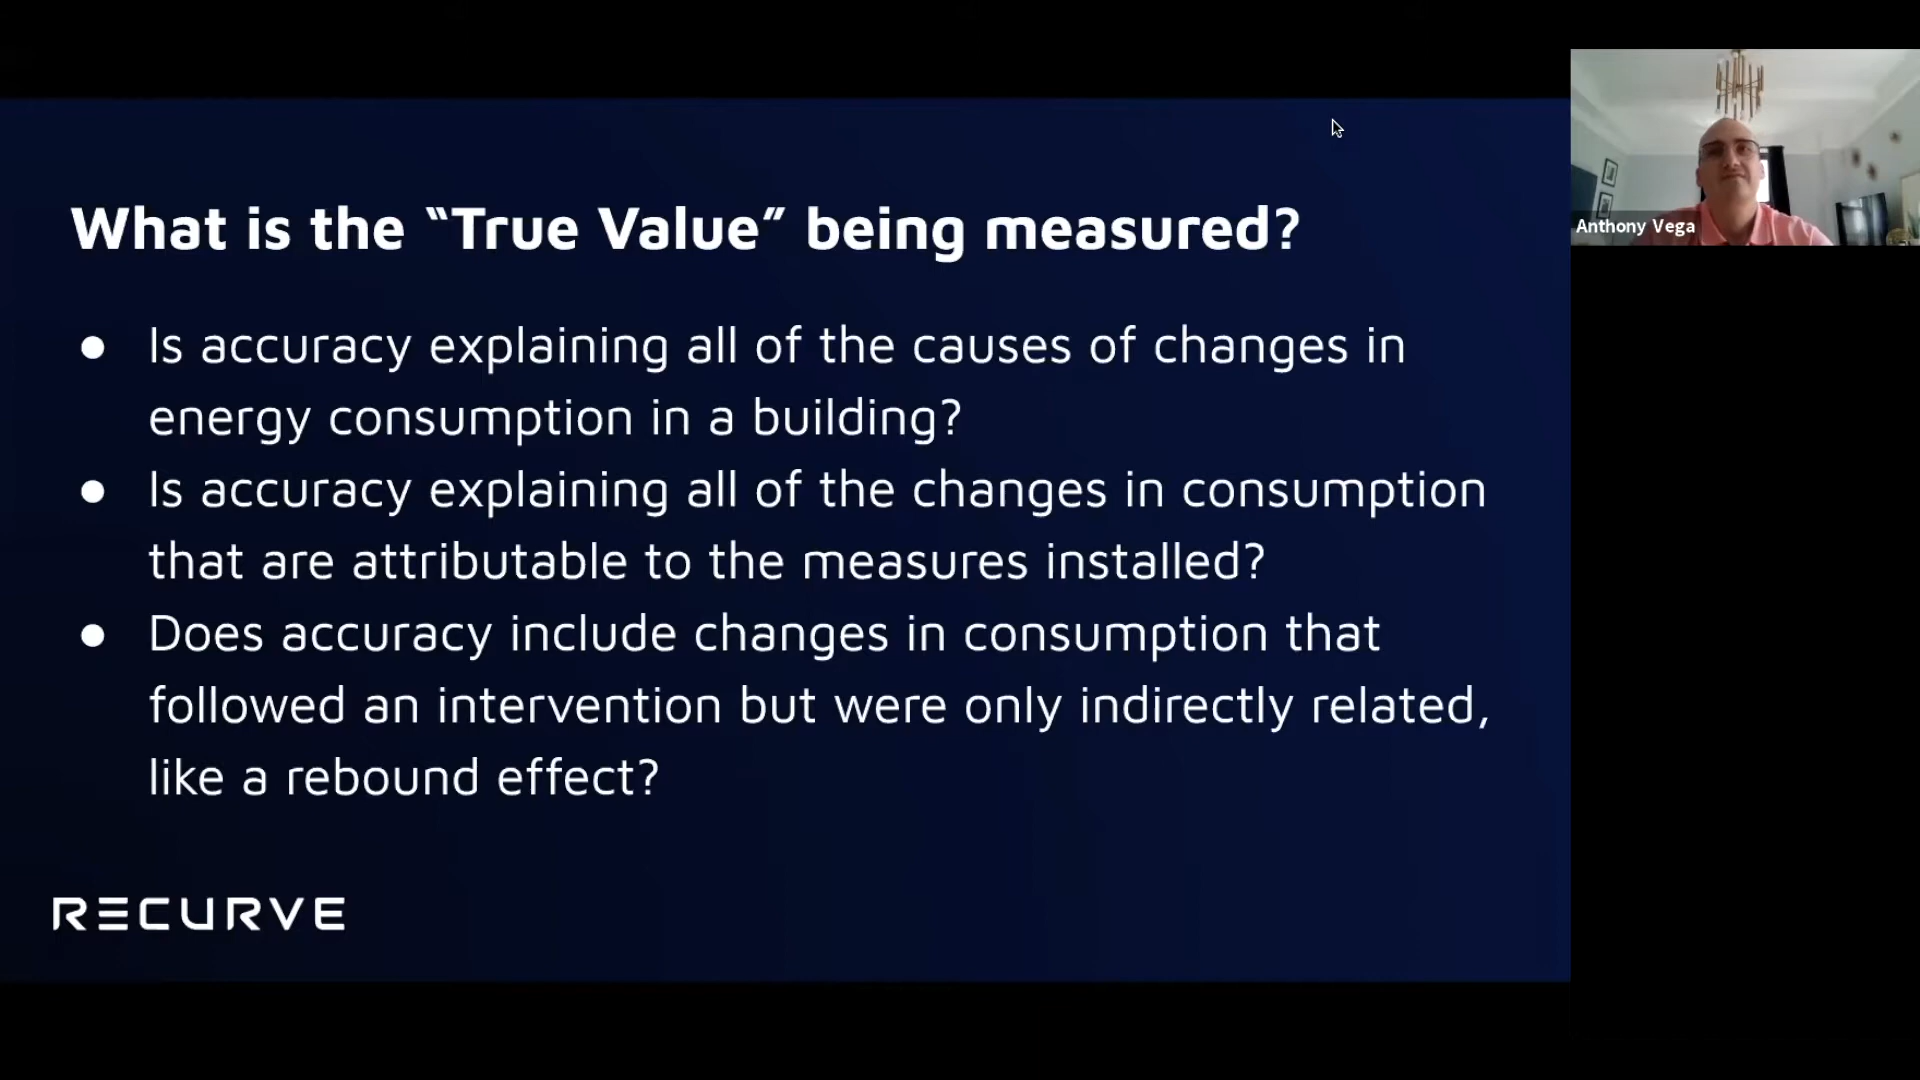 What is the “True Value” being measured?
● Is accuracy explaining all of the causes of changes in
energy consumption in a building?
● Is accuracy explaining all of the changes in consumption
that are attributable to the measures installed?
● Does accuracy include changes in consumption that
followed an intervention but were only indirectly related,
like a rebound effect?
RECURVE
Anthony Vega